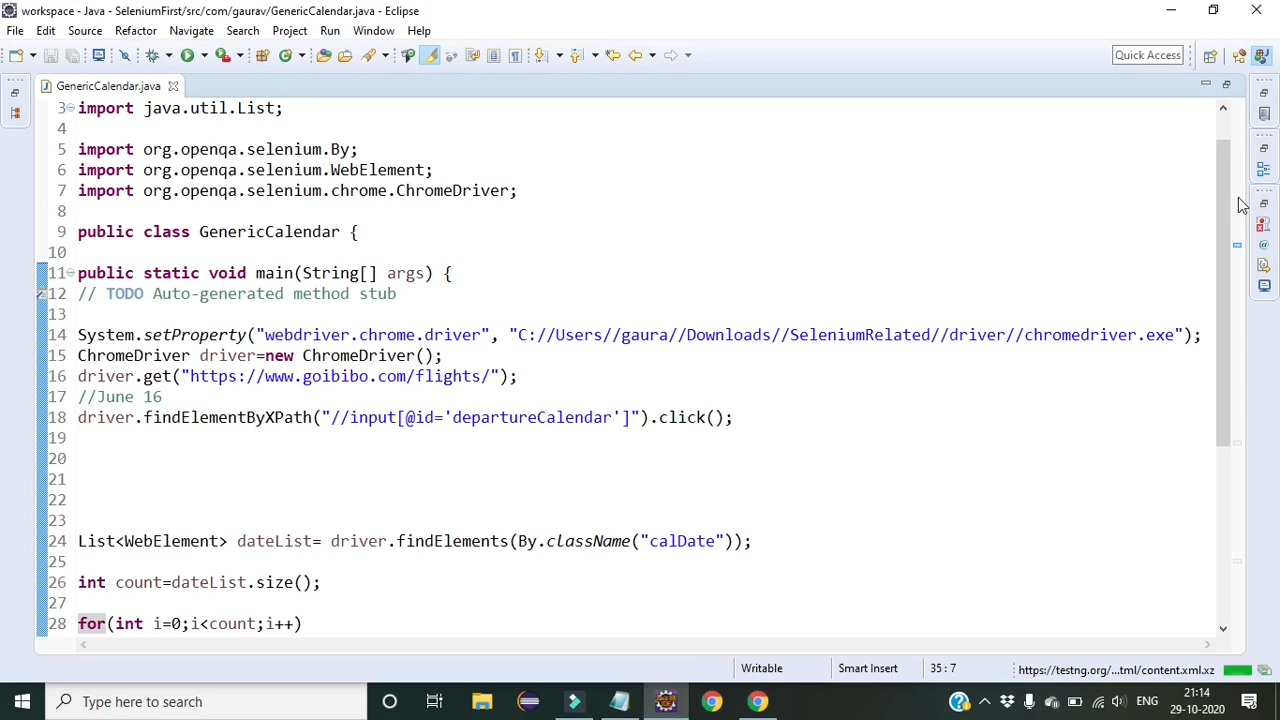 workspace - Java - SeleniumFirst/src/com/gaurav/GenericCalendar.java - Eclipse
File Edit Source Refactor Navigate Search Project Run Window Help
Quick Access
GenericCalendar.java
3 import java.util.List;
4
5 import org.openqa.selenium.By;
6 import org.openqa.selenium.WebElement;
7 import org.openqa.selenium.chrome.ChromeDriver;
8
9 public class GenericCalendar {
10
11 public static void main(String[] args) {
12 // TODO Auto-generated method stub
13
14 System.setProperty("webdriver.chrome.driver", "C://Users//gaura//Downloads//SeleniumRelated//driver//chromedriver.exe");
15 ChromeDriver driver=new ChromeDriver();
16 driver.get("https://www.goibibo.com/flights/");
17 //June 16
18 driver.findElementByXPath("//input[@id='departureCalendar']").click();
19
20
21
22
23
24 List<WebElement> dateList= driver.findElements(By.className("calDate"));
25
26 int count=dateList.size();
27
28 for(int i=0;i<count;i++)
Writable Smart Insert 35 : 7 https://testng.org/...tml/content.xml.xz
Type here to search
ENG
21:14
29-10-2020